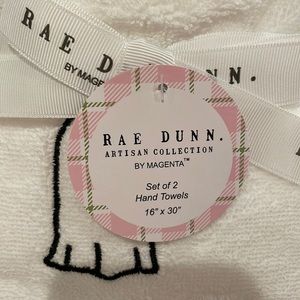 RAE DUNN.
BY MAGENTA
RAE DUNN.
ARTISAN COLLECTION
BY MAGENTA™
Set of 2
Hand Towels
16" x 30"